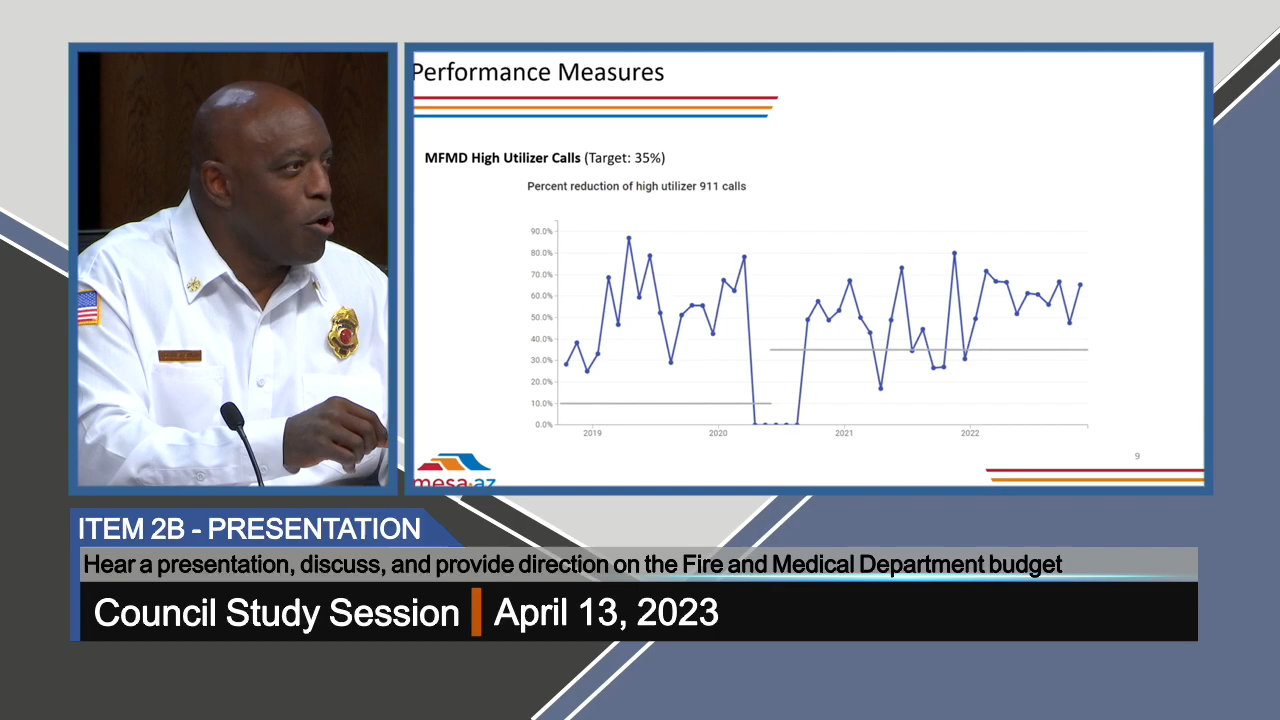 Performance Measures
MFMD High Utilizer Calls (Target: 35%)
Percent reduction of high utilizer 911 calls
90.0%
80.0%
70.0%
60.0%
50.0%
40.0%
30.0%
20.0%
10.0%
0.0%
2019
2020
2021
2022
9
mesa·az
ITEM 2B - PRESENTATION
Hear a presentation, discuss, and provide direction on the Fire and Medical Department budget
Council Study Session
April 13, 2023